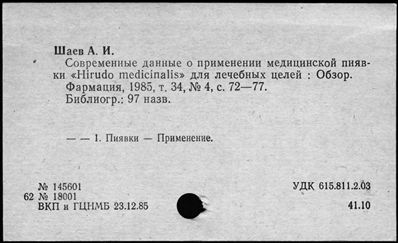 Шаев А. И.
Современные данные о применении медицинской пияв-
ки «Hirudo medicinalis» для лечебных целей : Обзор.
Фармация, 1985, т. 34, № 4, с. 72—77.
Библиогр.: 97 назв.
— — 1. Пиявки — Применение.
№ 145601 УДК 615.811.2.03
62 № 18001
ВКП и ГЦНМБ 23.12.85 41.10